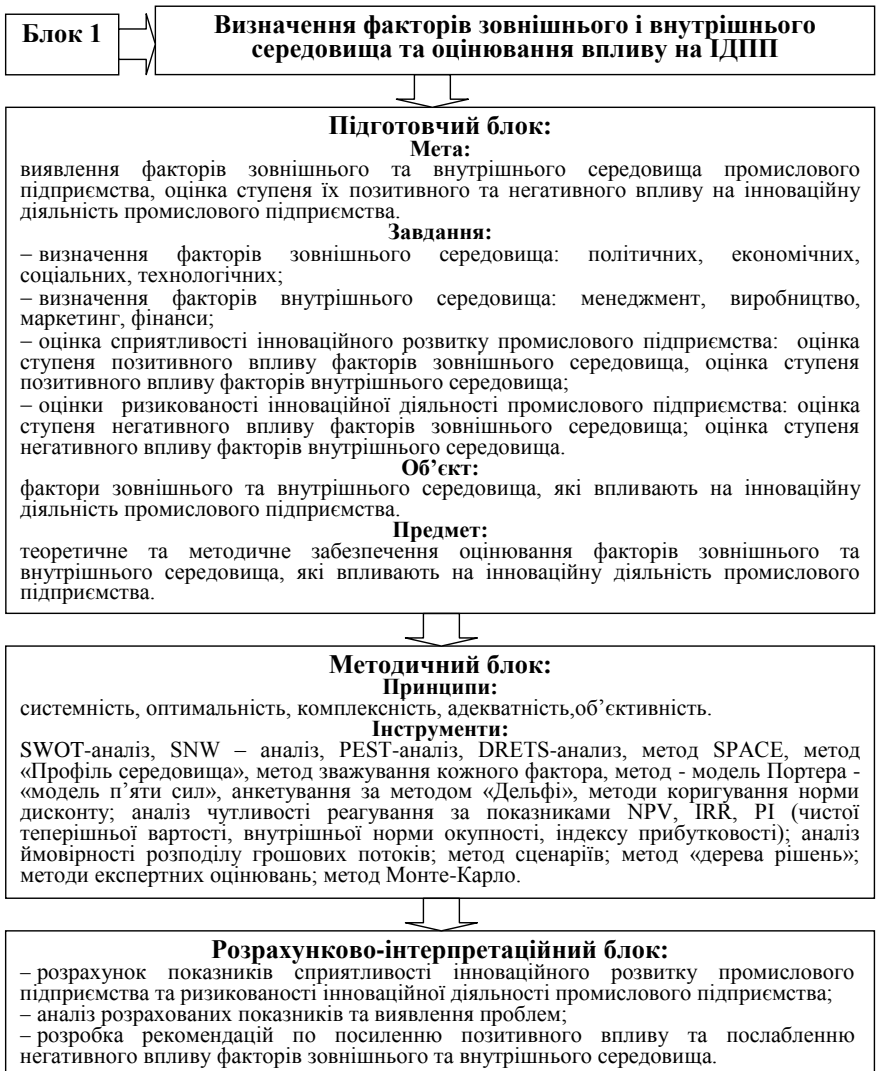 Блок 1
Визначення факторів зовнішнього і внутрішнього
середовища та оцінювання впливу на ІДПП
Підготовчий блок:
Мета:
виявлення факторів зовнішнього та внутрішнього середовища промислового
підприємства, оцінка ступеня їх позитивного та негативного впливу на інноваційну
діяльність промислового підприємства.
Завдання:
– визначення факторів зовнішнього середовища: політичних, економічних,
соціальних, технологічних;
– визначення факторів внутрішнього середовища: менеджмент, виробництво,
маркетинг, фінанси;
– оцінка сприятливості інноваційного розвитку промислового підприємства: оцінка
ступеня позитивного впливу факторів зовнішнього середовища, оцінка ступеня
позитивного впливу факторів внутрішнього середовища;
– оцінки ризикованості інноваційної діяльності промислового підприємства: оцінка
ступеня негативного впливу факторів зовнішнього середовища; оцінка ступеня
негативного впливу факторів внутрішнього середовища.
Об’єкт:
фактори зовнішнього та внутрішнього середовища, які впливають на інноваційну
діяльність промислового підприємства.
Предмет:
теоретичне та методичне забезпечення оцінювання факторів зовнішнього та
внутрішнього середовища, які впливають на інноваційну діяльність промислового
підприємства.
Методичний блок:
Принципи:
системність, оптимальність, комплексність, адекватність,об’єктивність.
Інструменти:
SWOT-аналіз, SNW – аналіз, PEST-аналіз, DRETS-анализ, метод SPACE, метод
«Профіль середовища», метод зважування кожного фактора, метод - модель Портера -
«модель п’яти сил», анкетування за методом «Дельфі», методи коригування норми
дисконту; аналіз чутливості реагування за показниками NPV, IRR, PI (чистої
теперішньої вартості, внутрішньої норми окупності, індексу прибутковості); аналіз
ймовірності розподілу грошових потоків; метод сценаріїв; метод «дерева рішень»;
методи експертних оцінювань; метод Монте-Карло.
Розрахунково-інтерпретаційний блок:
– розрахунок показників сприятливості інноваційного розвитку промислового
підприємства та ризикованості інноваційної діяльності промислового підприємства;
– аналіз розрахованих показників та виявлення проблем;
– розробка рекомендацій по посиленню позитивного впливу та послабленню
негативного впливу факторів зовнішнього та внутрішнього середовища.